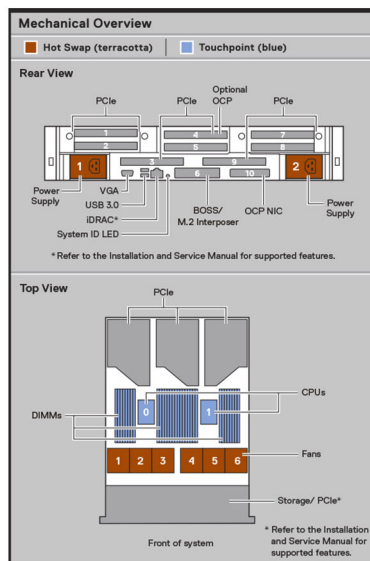 Mechanical Overview
Hot Swap (terracotta)
Touchpoint (blue)
Rear View
Optional
OCP
PCIe
PCIe
PCIe
1
2
4
5
7
8
1
3
9
2
6
10
Power
Supply
VGA
USB 3.0
iDRAC*
System ID LED
BOSS/
M.2 Interposer
OCP NIC
Power
Supply
*Refer to the Installation and Service Manual for supported features.
Top View
PCIe
CPUs
0
1
DIMMs
1 2 3 4 5 6
Fans
Storage/ PCIe*
Front of system
* Refer to the Installation
and Service Manual for
supported features.